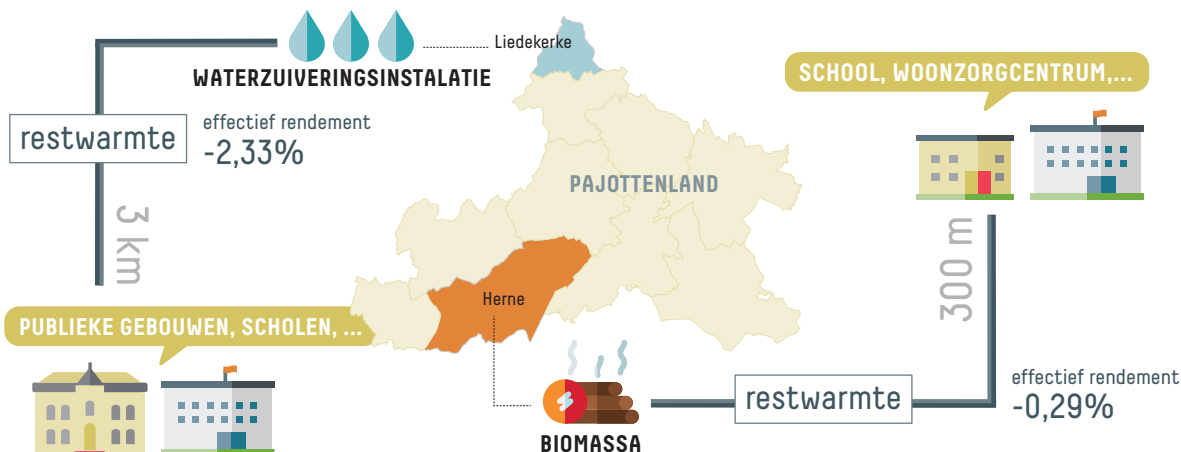 Liedekerke
WATERZUIVERINGSINSTALATIE
SCHOOL, WOONZORGCENTRUM,...
restwarmte
effectief rendement
-2,33%
PAJOTTENLAND
3 km
300 m
Herne
PUBLIEKE GEBOUWEN, SCHOLEN, ...
restwarmte
effectief rendement
-0,29%
BIOMASSA